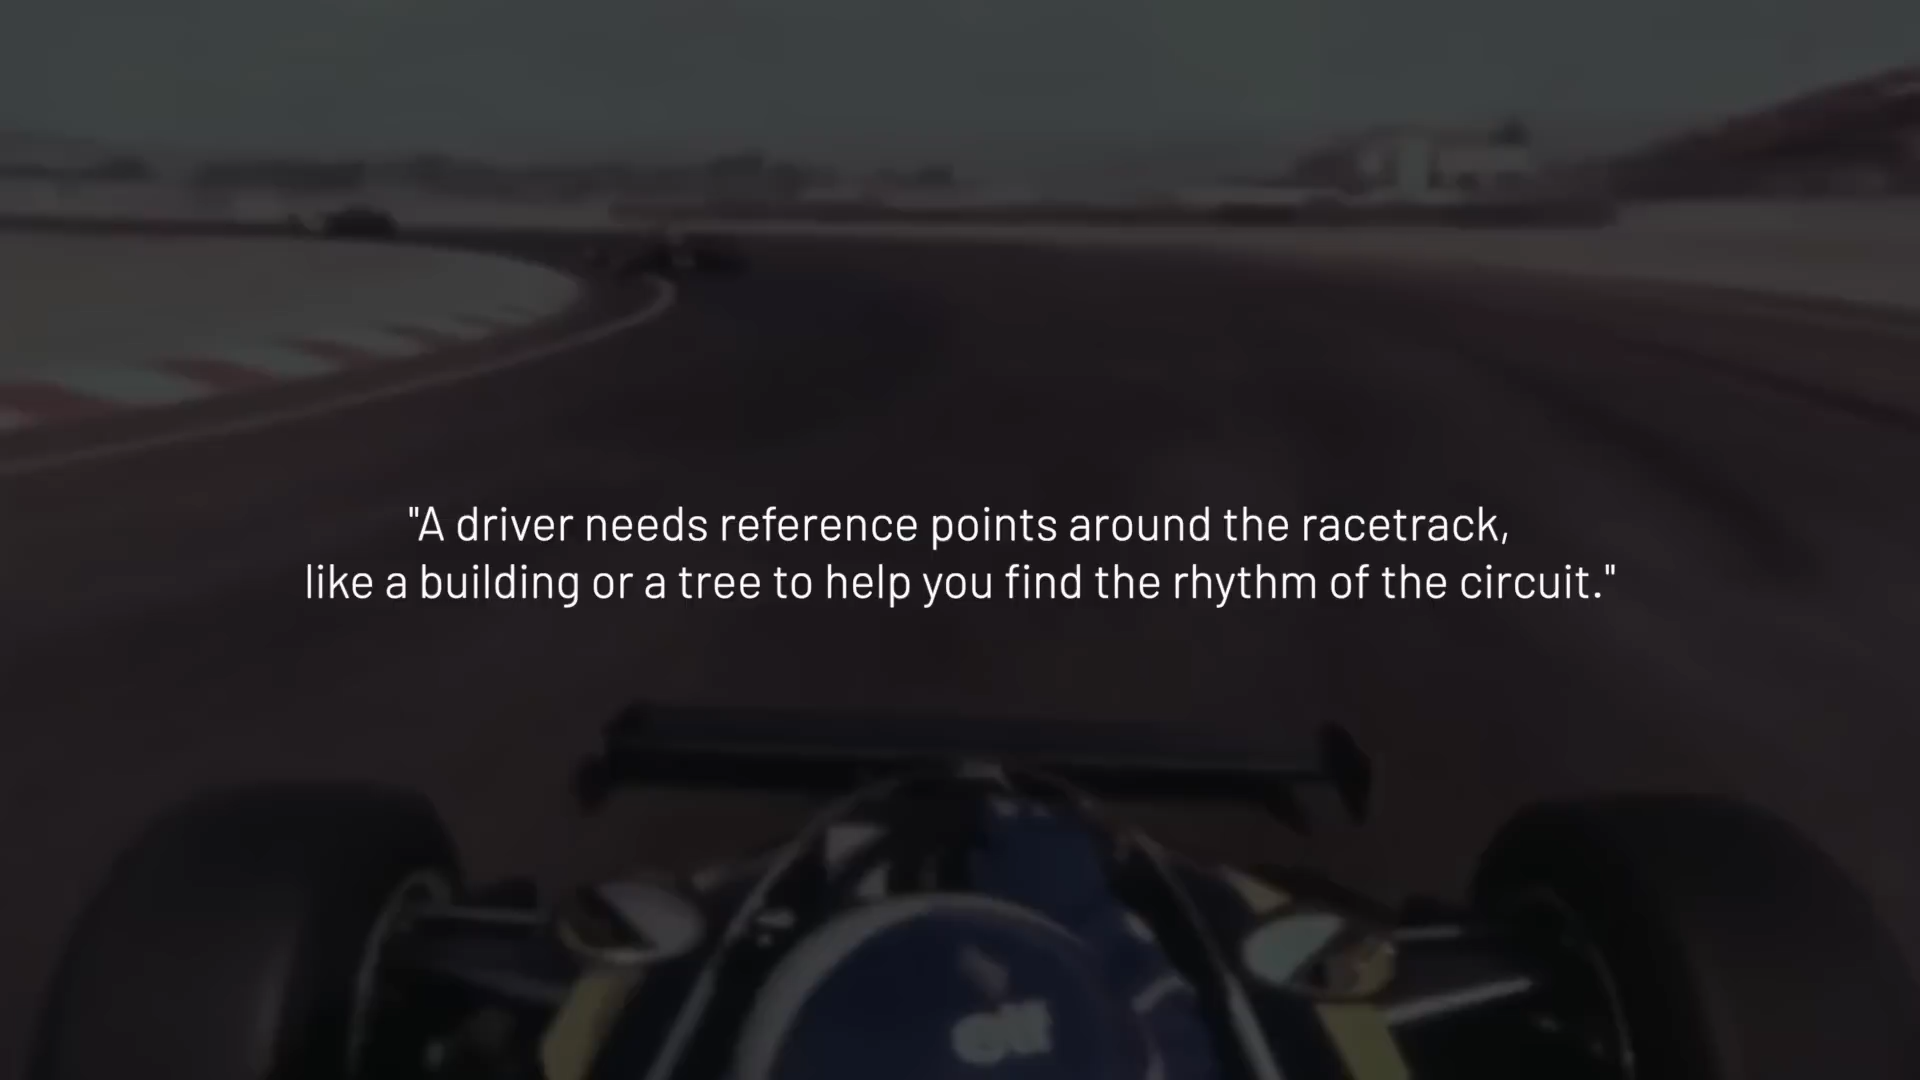 "A driver needs reference points around the racetrack,
like a building or a tree to help you find the rhythm of the circuit."
elf